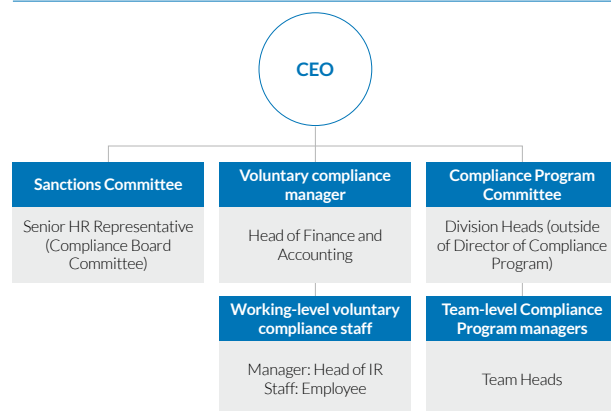 CEO
Sanctions Committee
Senior HR Representative
(Compliance Board
Committee)
Voluntary compliance
manager
Head of Finance and
Accounting
Compliance Program
Committee
Division Heads (outside
of Director of Compliance
Program)
Working-level voluntary
compliance staff
Manager: Head of IR
Staff: Employee
Team-level Compliance
Program managers
Team Heads